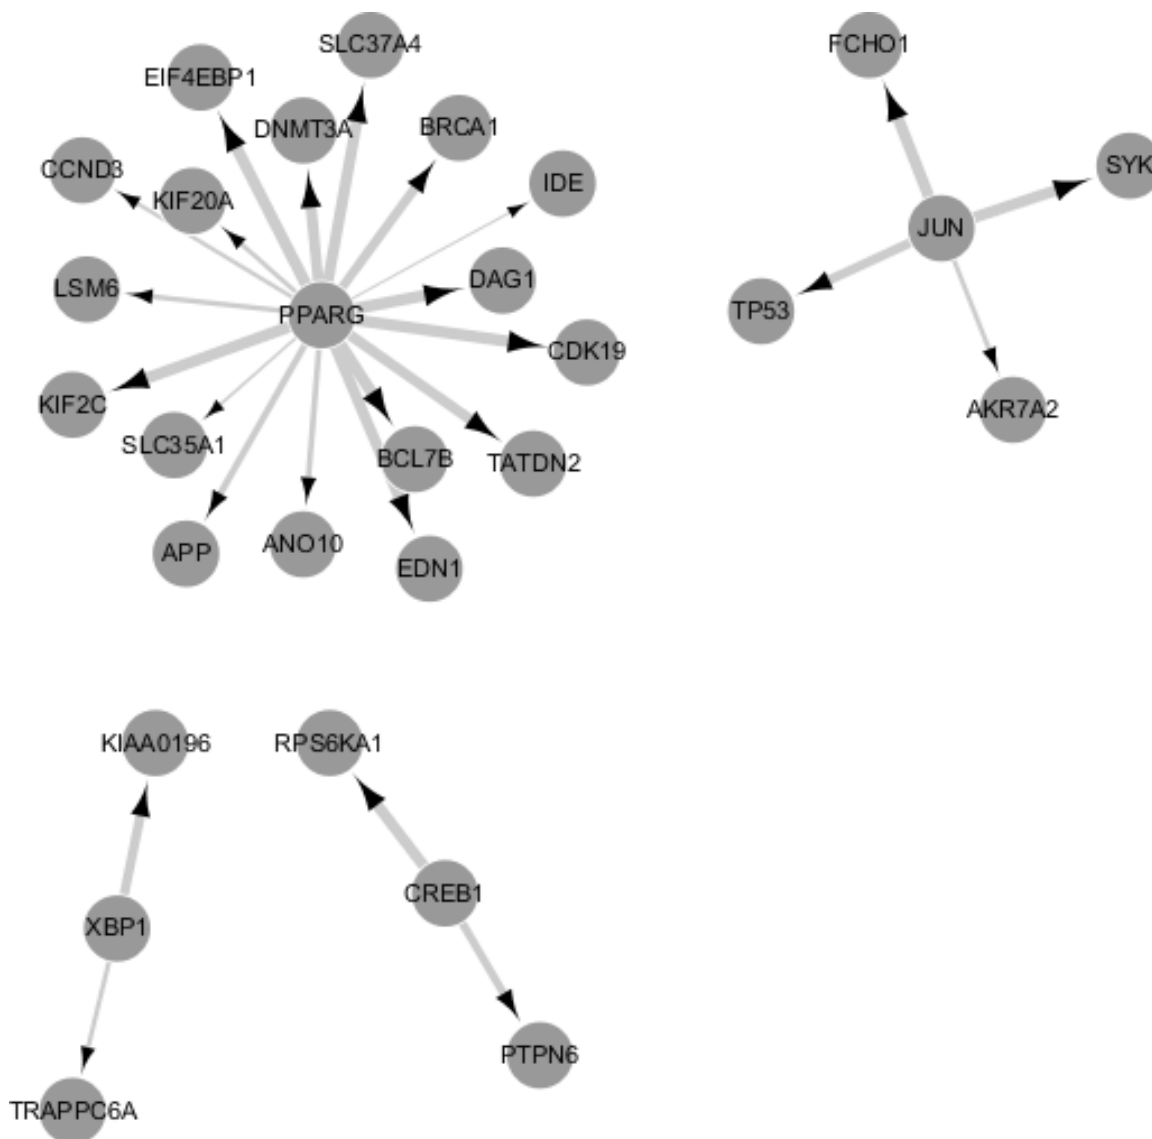 SLC37A4
FCHO1
EIF4EBP1
DNMT3A
BRCA1
CCND3
SYK
IDE
KIF20A
JUN
DAG1
LSM6
TP53
PPARG
CDK19
KIF2C
AKR7A2
SLC35A1
BCL7B
TATDN2
APP
ANO10
EDN1
KIAA0196
RPS6KA1
CREB1
XBP1
PTPN6
TRAPPC6A